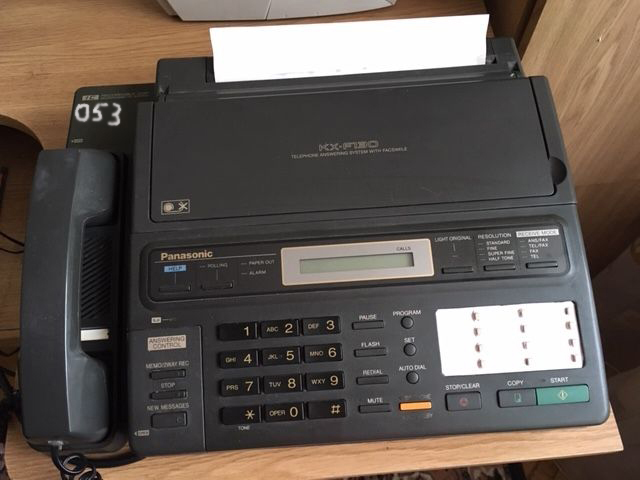 053
KX-F130
TELEPHONE ANSWERING SYSTEM WITH FACSIMILE
Panasonic
CALLS
HELP
POLLING
PAPER OUT
ALARM
LIGHT ORIGINAL
RESOLUTION
STANDARD
FINE
SUPER FINE
HALF TONE
RECEIVE MODE
ANS/FAX
TEL/FAX
FAX
TEL
ANSWERING
CONTROL
MEMO/2WAY REC
STOP
NEW MESSAGES
1 ABC 2 DEF 3
GHI 4 JKL 5 MNO 6
PRS 7 TUV 8 WXY 9
* OPER 0 #
TONE
PAUSE
FLASH
REDIAL
MUTE
PROGRAM
SET
AUTO DIAL
STOP/CLEAR
COPY
START